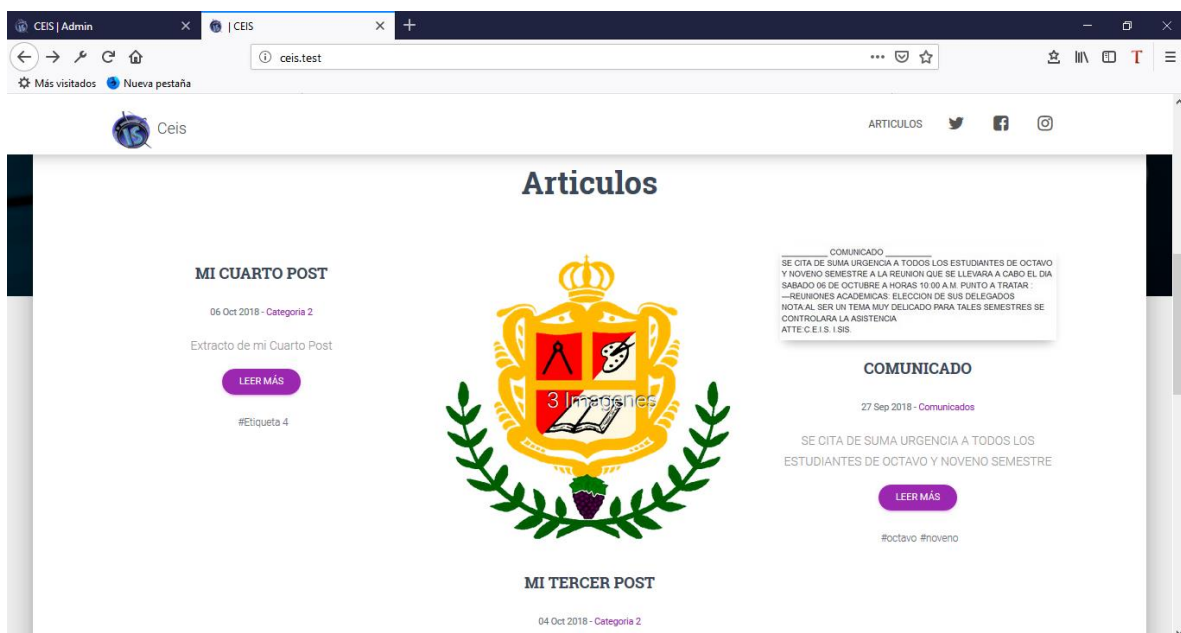 CEIS | Admin
| CEIS
ceis.test
Más visitados
Nueva pestaña
Ceis
ARTICULOS
Articulos
MI CUARTO POST
06 Oct 2018 - Categoria 2
Extracto de mi Cuarto Post
LEER MÁS
#Etiqueta 4
3 Imagenes
MI TERCER POST
04 Oct 2018 - Categoria 2
__________ COMUNICADO __________
SE CITA DE SUMA URGENCIA A TODOS LOS ESTUDIANTES DE OCTAVO
Y NOVENO SEMESTRE A LA REUNION QUE SE LLEVARA A CABO EL DIA
SABADO 06 DE OCTUBRE A HORAS 10:00 A.M. PUNTO A TRATAR :
---REUNIONES ACADEMICAS: ELECCION DE SUS DELEGADOS
NOTA:AL SER UN TEMA MUY DELICADO PARA TALES SEMESTRES SE
CONTROLARA LA ASISTENCIA
ATTE:C.E.I.S. I.SIS.
COMUNICADO
27 Sep 2018 - Comunicados
SE CITA DE SUMA URGENCIA A TODOS LOS
ESTUDIANTES DE OCTAVO Y NOVENO SEMESTRE
LEER MÁS
#octavo #noveno